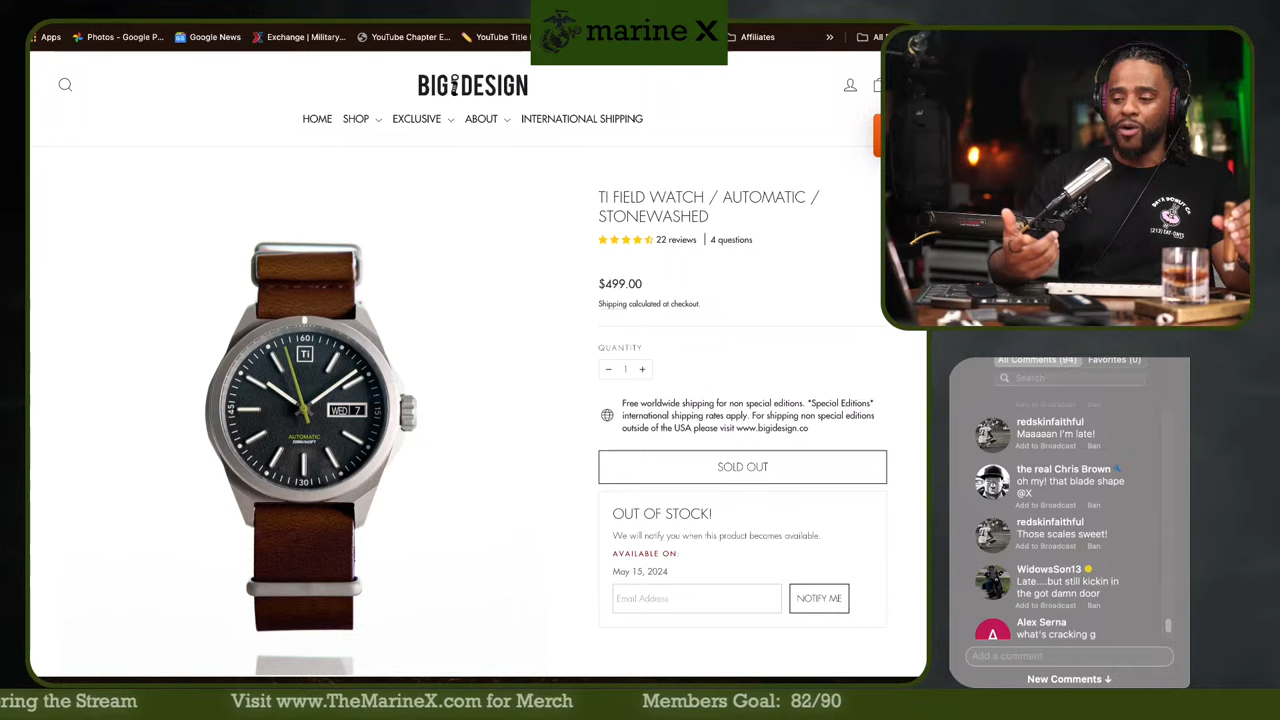 marine X
Apps
Photos - Google P...
Google News
Exchange | Military...
YouTube Chapter E...
YouTube Title
Affiliates
»
BIG DESIGN
HOME SHOP EXCLUSIVE ABOUT INTERNATIONAL SHIPPING
TI FIELD WATCH / AUTOMATIC /
STONEWASHED
22 reviews | 4 questions
$499.00
Shipping calculated at checkout.
QUANTITY
− 1 +
Free worldwide shipping for non special editions. *Special Editions*
international shipping rates apply. For shipping non special editions
outside of the USA please visit www.bigidesign.co
SOLD OUT
OUT OF STOCK!
We will notify you when this product becomes available.
AVAILABLE ON:
May 15, 2024
Email Address
NOTIFY ME
|60|
TI
WED 7
AUTOMATIC
|30|
All Comments (94)
Favorites (0)
Search
redskinfaithful
Maaaaan I'm late!
Add to Broadcast Ban
the real Chris Brown
oh my! that blade shape
@X
Add to Broadcast Ban
redskinfaithful
Those scales sweet!
Add to Broadcast Ban
WidowsSon13
Late....but still kickin in
the got damn door
Add to Broadcast Ban
A
Alex Serna
what's cracking g
Add a comment
New Comments ↓
ring the Stream
Visit www.TheMarineX.com for Merch
Members Goal: 82/90